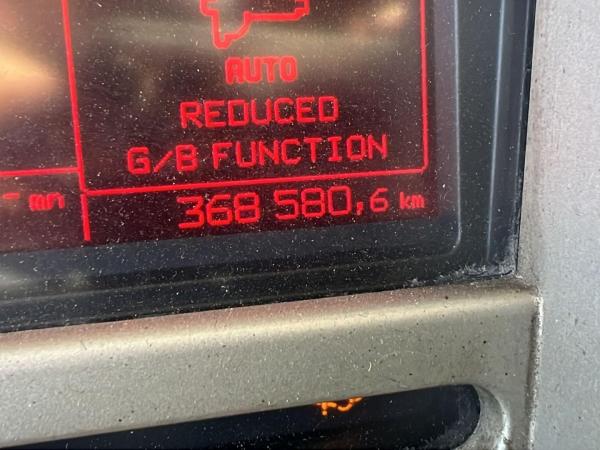 AUTO
REDUCED
G/B FUNCTION
368 580,6 km